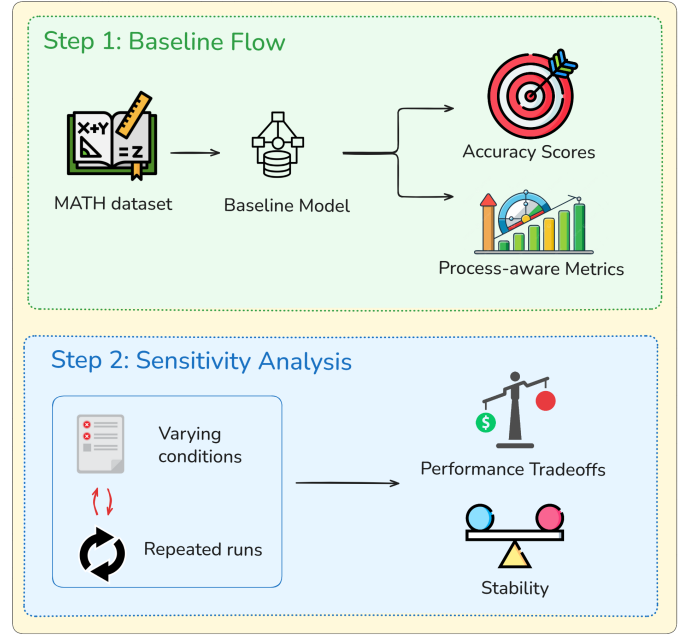 Step 1: Baseline Flow
X+Y
=Z
MATH dataset
Baseline Model
Accuracy Scores
Process-aware Metrics
Step 2: Sensitivity Analysis
Varying
conditions
Repeated runs
$
Performance Tradeoffs
Stability